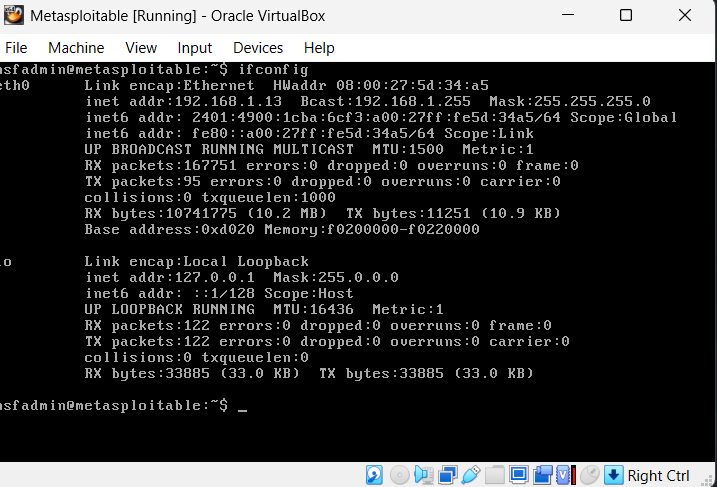 Metasploitable [Running] - Oracle VirtualBox
File Machine View Input Devices Help
nsfadmin@metasploitable:~$ ifconfig
eth0 Link encap:Ethernet HWaddr 08:00:27:5d:34:a5
inet addr:192.168.1.13 Bcast:192.168.1.255 Mask:255.255.255.0
inet6 addr: 2401:4900:1cba:6cf3:a00:27ff:fe5d:34a5/64 Scope:Global
inet6 addr: fe80::a00:27ff:fe5d:34a5/64 Scope:Link
UP BROADCAST RUNNING MULTICAST MTU:1500 Metric:1
RX packets:167751 errors:0 dropped:0 overruns:0 frame:0
TX packets:95 errors:0 dropped:0 overruns:0 carrier:0
collisions:0 txqueuelen:1000
RX bytes:10741775 (10.2 MB) TX bytes:11251 (10.9 KB)
Base address:0xd020 Memory:f0200000-f0220000
lo Link encap:Local Loopback
inet addr:127.0.0.1 Mask:255.0.0.0
inet6 addr: ::1/128 Scope:Host
UP LOOPBACK RUNNING MTU:16436 Metric:1
RX packets:122 errors:0 dropped:0 overruns:0 frame:0
TX packets:122 errors:0 dropped:0 overruns:0 carrier:0
collisions:0 txqueuelen:0
RX bytes:33885 (33.0 KB) TX bytes:33885 (33.0 KB)
nsfadmin@metasploitable:~$ _
Right Ctrl